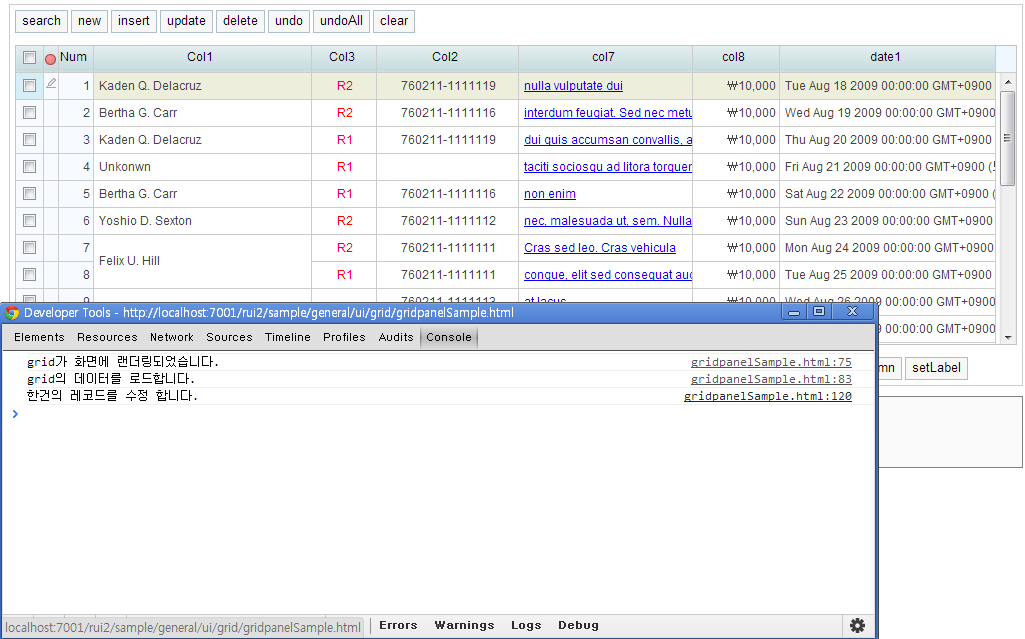 search new insert update delete undo undoAll clear
Num Col1 Col3 Col2 col7 col8 date1
1 Kaden Q. Delacruz R2 760211-1111119 nulla vulputate dui ₩10,000 Tue Aug 18 2009 00:00:00 GMT+0900
2 Bertha G. Carr R2 760211-1111116 interdum feugiat. Sed nec metu ₩10,000 Wed Aug 19 2009 00:00:00 GMT+0900
3 Kaden Q. Delacruz R1 760211-1111119 dui quis accumsan convallis, a ₩10,000 Thu Aug 20 2009 00:00:00 GMT+0900
4 Unkonwn R1 taciti sociosqu ad litora torquer ₩10,000 Fri Aug 21 2009 00:00:00 GMT+0900 (
5 Bertha G. Carr R1 760211-1111116 non enim ₩10,000 Sat Aug 22 2009 00:00:00 GMT+0900 (
6 Yoshio D. Sexton R2 760211-1111112 nec, malesuada ut, sem. Nulla ₩10,000 Sun Aug 23 2009 00:00:00 GMT+0900
7 Felix U. Hill R2 760211-1111111 Cras sed leo. Cras vehicula ₩10,000 Mon Aug 24 2009 00:00:00 GMT+0900
8 R1 760211-1111111 congue, elit sed consequat auc ₩10,000 Tue Aug 25 2009 00:00:00 GMT+0900
9 760211-1111113 at lacus ₩10,000 Wed Aug 26 2009 00:00:00 GMT+0900
00:00 GMT+0900
mn setLabel
Developer Tools - http://localhost:7001/rui2/sample/general/ui/grid/gridpanelSample.html
Elements Resources Network Sources Timeline Profiles Audits Console
grid가 화면에 랜더링되었습니다. gridpanelSample.html:75
grid의 데이터를 로드합니다. gridpanelSample.html:83
한건의 레코드를 수정 합니다. gridpanelSample.html:120
localhost:7001/rui2/sample/general/ui/grid/gridpanelSample.html Errors Warnings Logs Debug